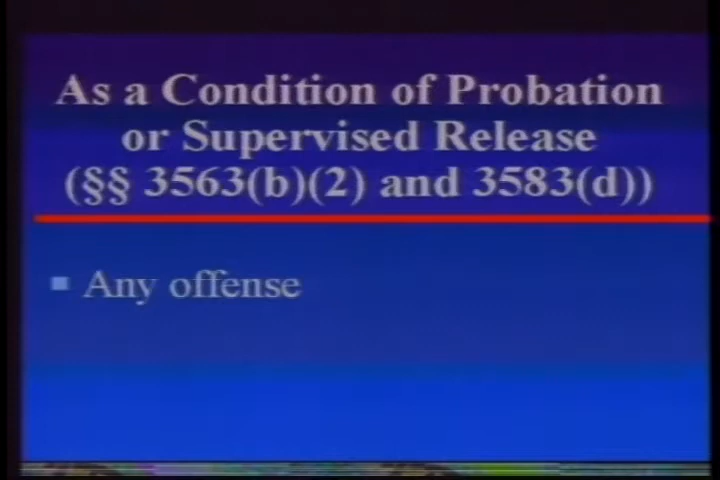 As a Condition of Probation
or Supervised Release
(§§ 3563(b)(2) and 3583(d))
Any offense